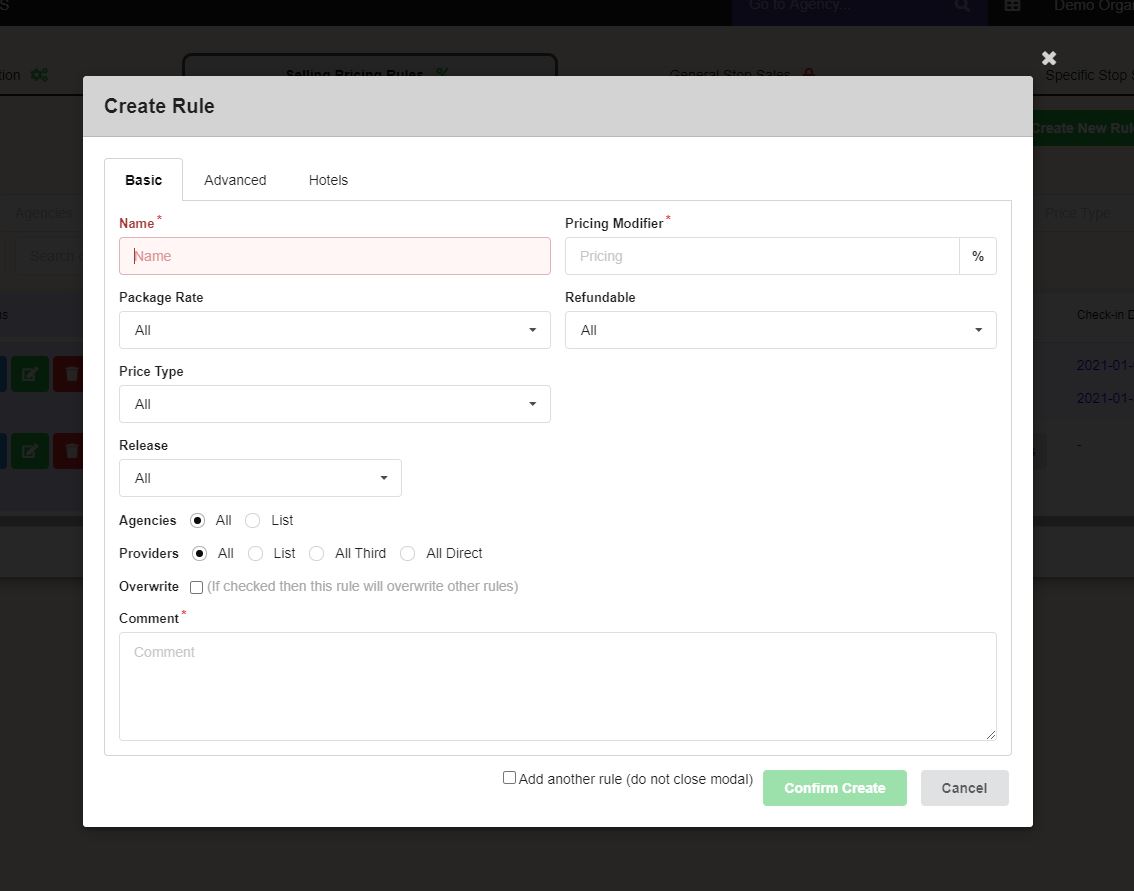 S
Go to Agency...
Demo Organ
tion
Selling Pricing Rules
General Stop Sales
Specific Stop S
Create Rule
Create New Rul
Basic
Advanced
Hotels
Agencies
Price Type
Name*
Pricing Modifier*
Name
Pricing
%
Search
Package Rate
Refundable
All
All
Check-in D
Price Type
2021-01-
All
2021-01-
Release
-
All
Agencies All List
Providers All List All Third All Direct
Overwrite (If checked then this rule will overwrite other rules)
Comment*
Comment
Add another rule (do not close modal)
Confirm Create
Cancel